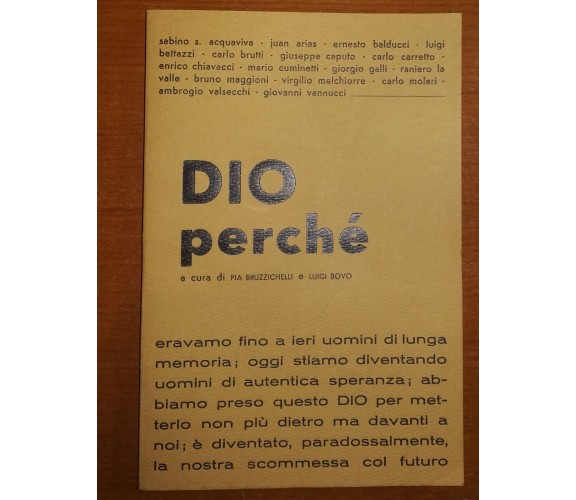 sabino s. acquaviva · juan arias · ernesto balducci · luigi
bettazzi · carlo brutti · giuseppe caputo · carlo carretto ·
enrico chiavacci · mario cuminetti · giorgio galli · raniero la
valle · bruno maggioni · virgilio melchiorre · carlo molari ·
ambrogio valsecchi · giovanni vannucci
DIO
perché
a cura di PIA BRUZZICHELLI e LUIGI BOVO
eravamo fino a ieri uomini di lunga
memoria; oggi stiamo diventando
uomini di autentica speranza; ab-
biamo preso questo DIO per met-
terlo non più dietro ma davanti a
noi; è diventato, paradossalmente,
la nostra scommessa col futuro